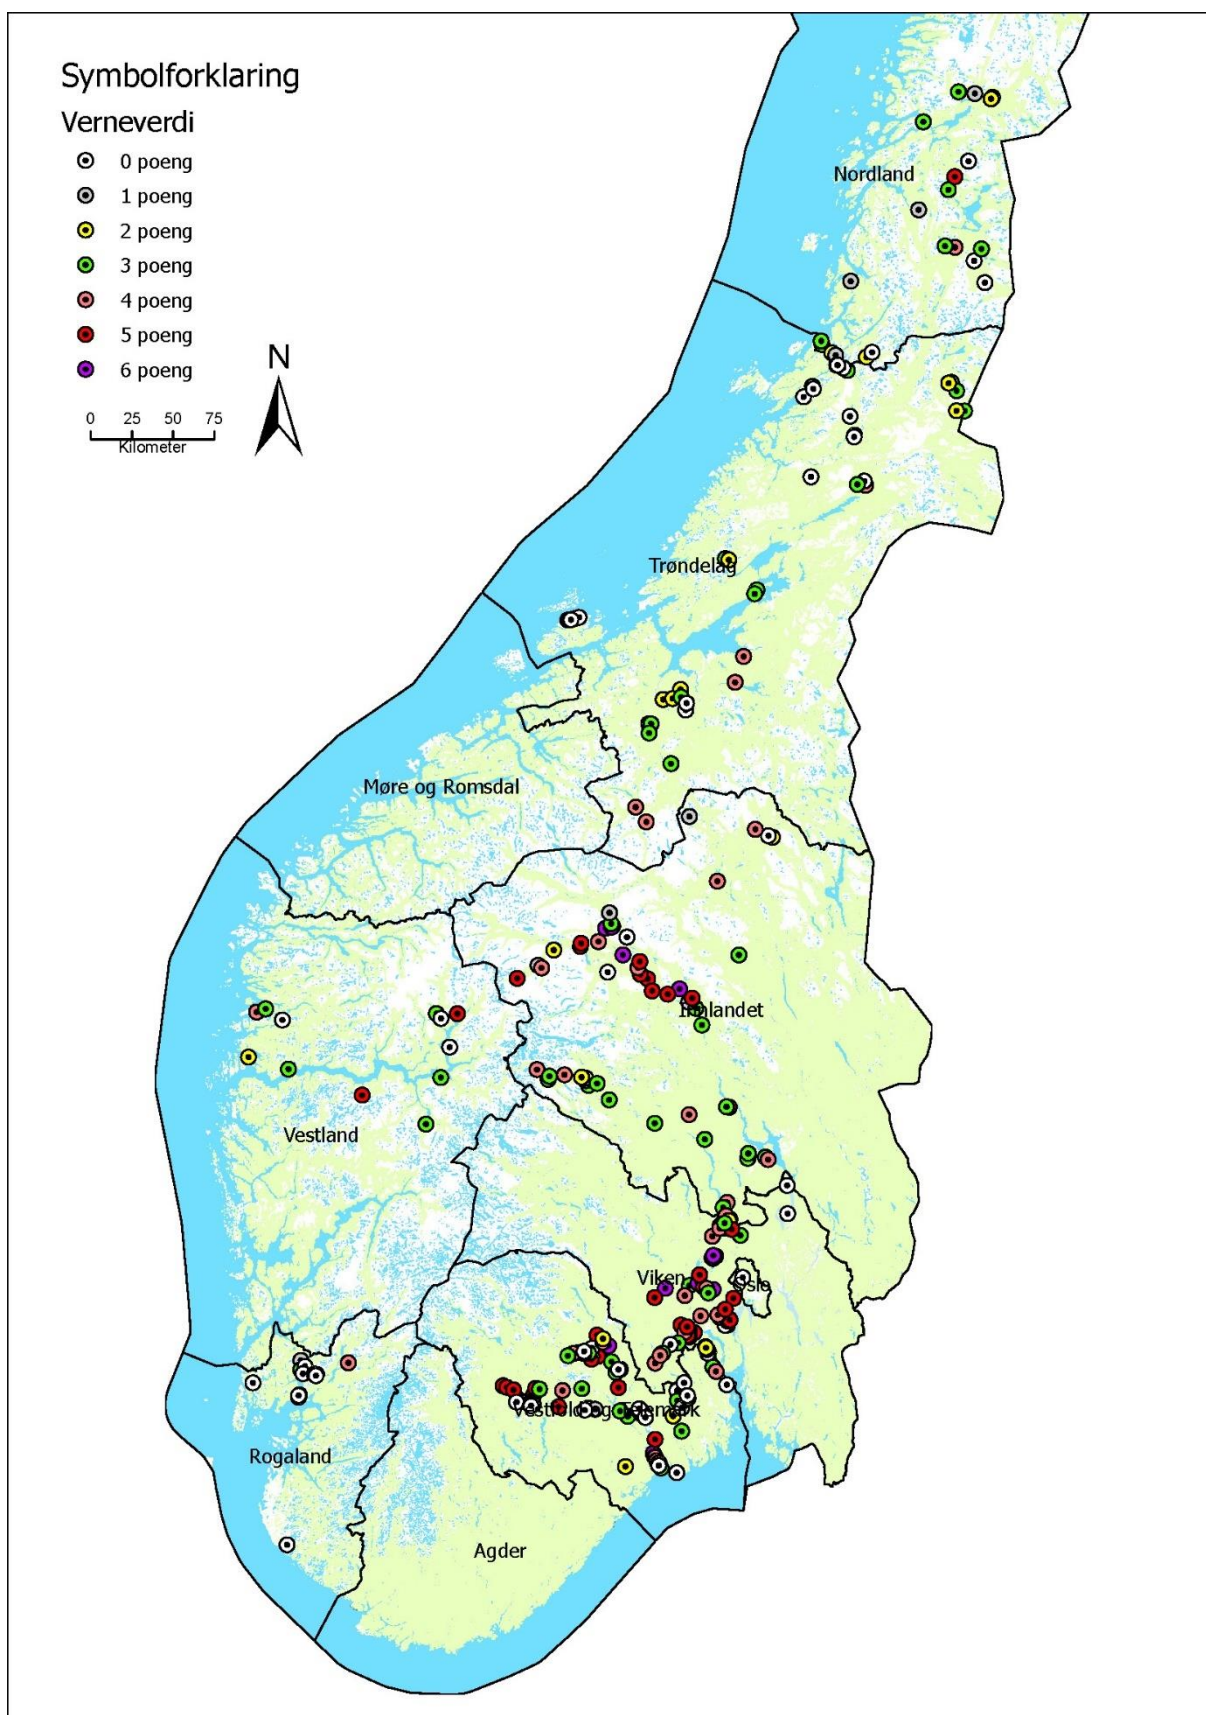 Symbolforklaring
Verneverdi
0 poeng
1 poeng
2 poeng
3 poeng
4 poeng
5 poeng
6 poeng
N
0 25 50 75
Kilometer
Nordland
Trøndelag
Møre og Romsdal
Innlandet
Vestland
Viken
Oslo
Vestfold og Telemark
Rogaland
Agder